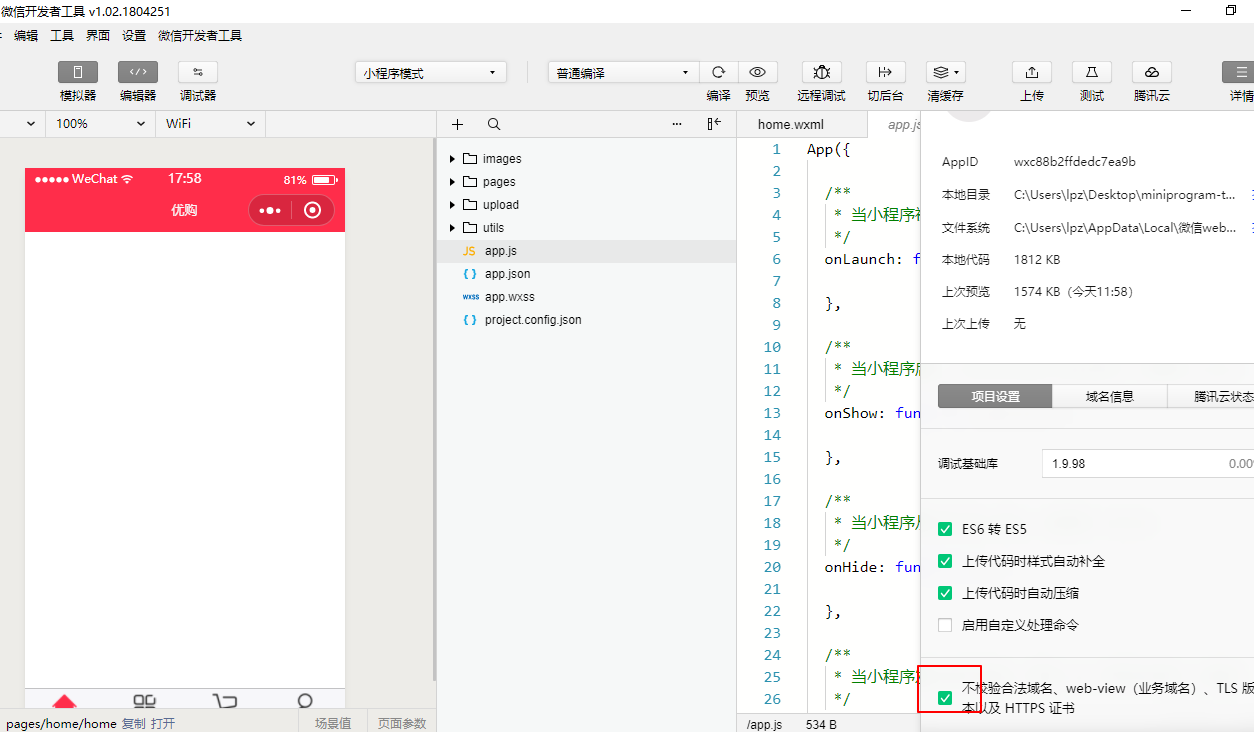 微信开发者工具 v1.02.1804251
编辑 工具 界面 设置 微信开发者工具
小程序模式 普通编译
模拟器 编辑器 调试器 编译 预览 远程调试 切后台 清缓存 上传 测试 腾讯云 详情
100% WiFi
home.wxml app.js
WeChat 17:58 81%
优购
images
pages
upload
utils
JS app.js
{ } app.json
wxss app.wxss
{ } project.config.json
1 App({
2
3 /**
4 * 当小程序
5 */
6 onLaunch: f
7
8 },
9
10 /**
11 * 当小程序
12 */
13 onShow: fun
14
15 },
16
17 /**
18 * 当小程序
19 */
20 onHide: fun
21
22 },
23
24 /**
25 * 当小程序
26 */
AppID wxc88b2ffdedc7ea9b
本地目录 C:\Users\lpz\Desktop\miniprogram-t...
文件系统 C:\Users\lpz\AppData\Local\微信web...
本地代码 1812 KB
上次预览 1574 KB（今天11:58）
上次上传 无
项目设置 域名信息 腾讯云状态
调试基础库 1.9.98 0.00
ES6 转 ES5
上传代码时样式自动补全
上传代码时自动压缩
启用自定义处理命令
不校验合法域名、web-view（业务域名）、TLS 版
本以及 HTTPS 证书
pages/home/home 复制 打开 场景值 页面参数
/app.js 534 B